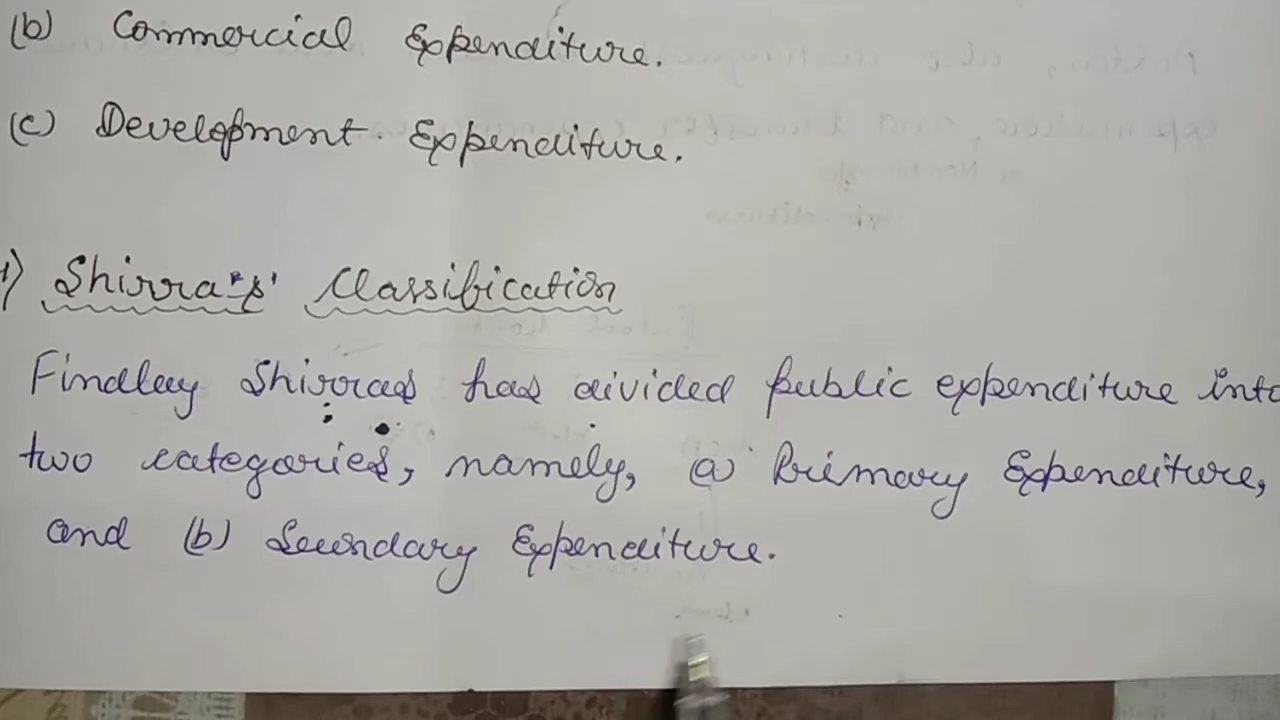 (b) Commercial Expenditure.
(c) Development Expenditure.
Shirras' Classification
Findlay Shirras has divided public expenditure into
two categories, namely, (a) Primary Expenditure,
and (b) Secondary Expenditure.